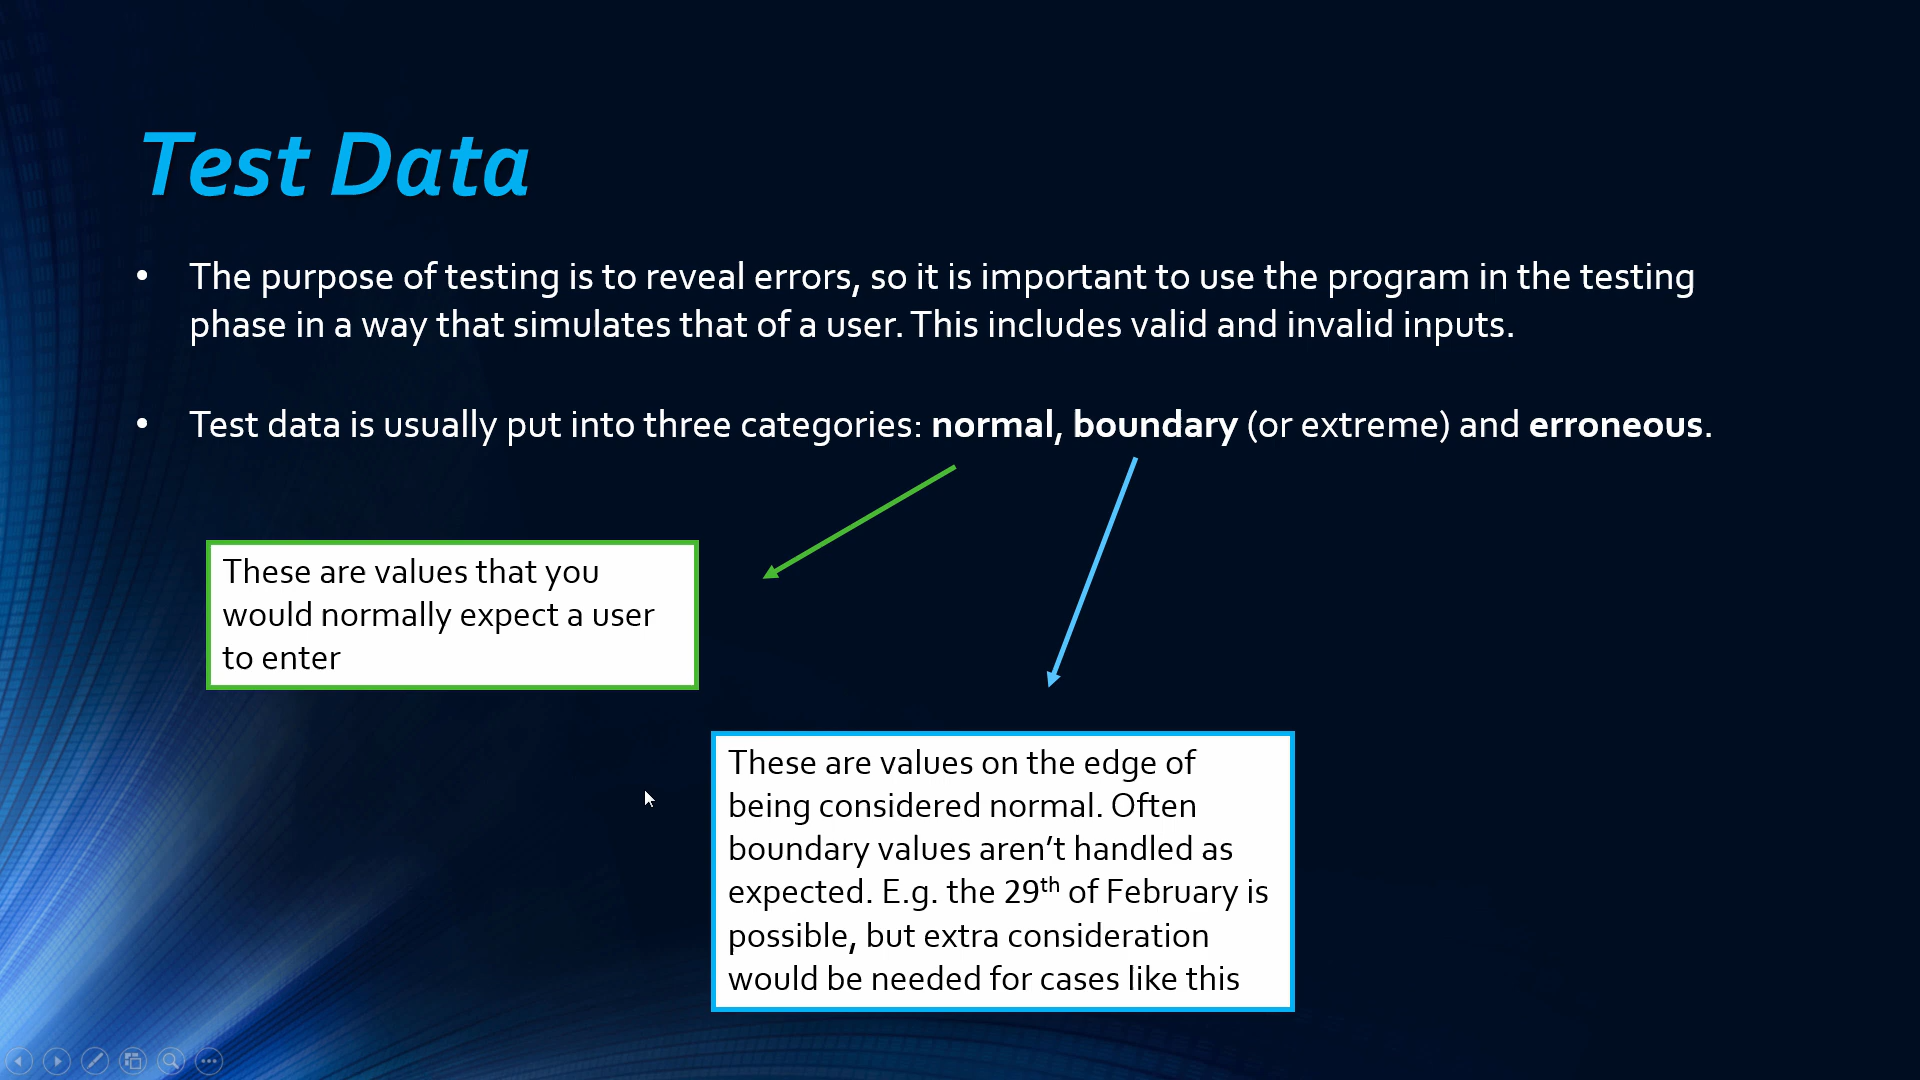 Test Data
• The purpose of testing is to reveal errors, so it is important to use the program in the testing
phase in a way that simulates that of a user. This includes valid and invalid inputs.
• Test data is usually put into three categories: normal, boundary (or extreme) and erroneous.
These are values that you
would normally expect a user
to enter
These are values on the edge of
being considered normal. Often
boundary values aren’t handled as
expected. E.g. the 29th of February is
possible, but extra consideration
would be needed for cases like this